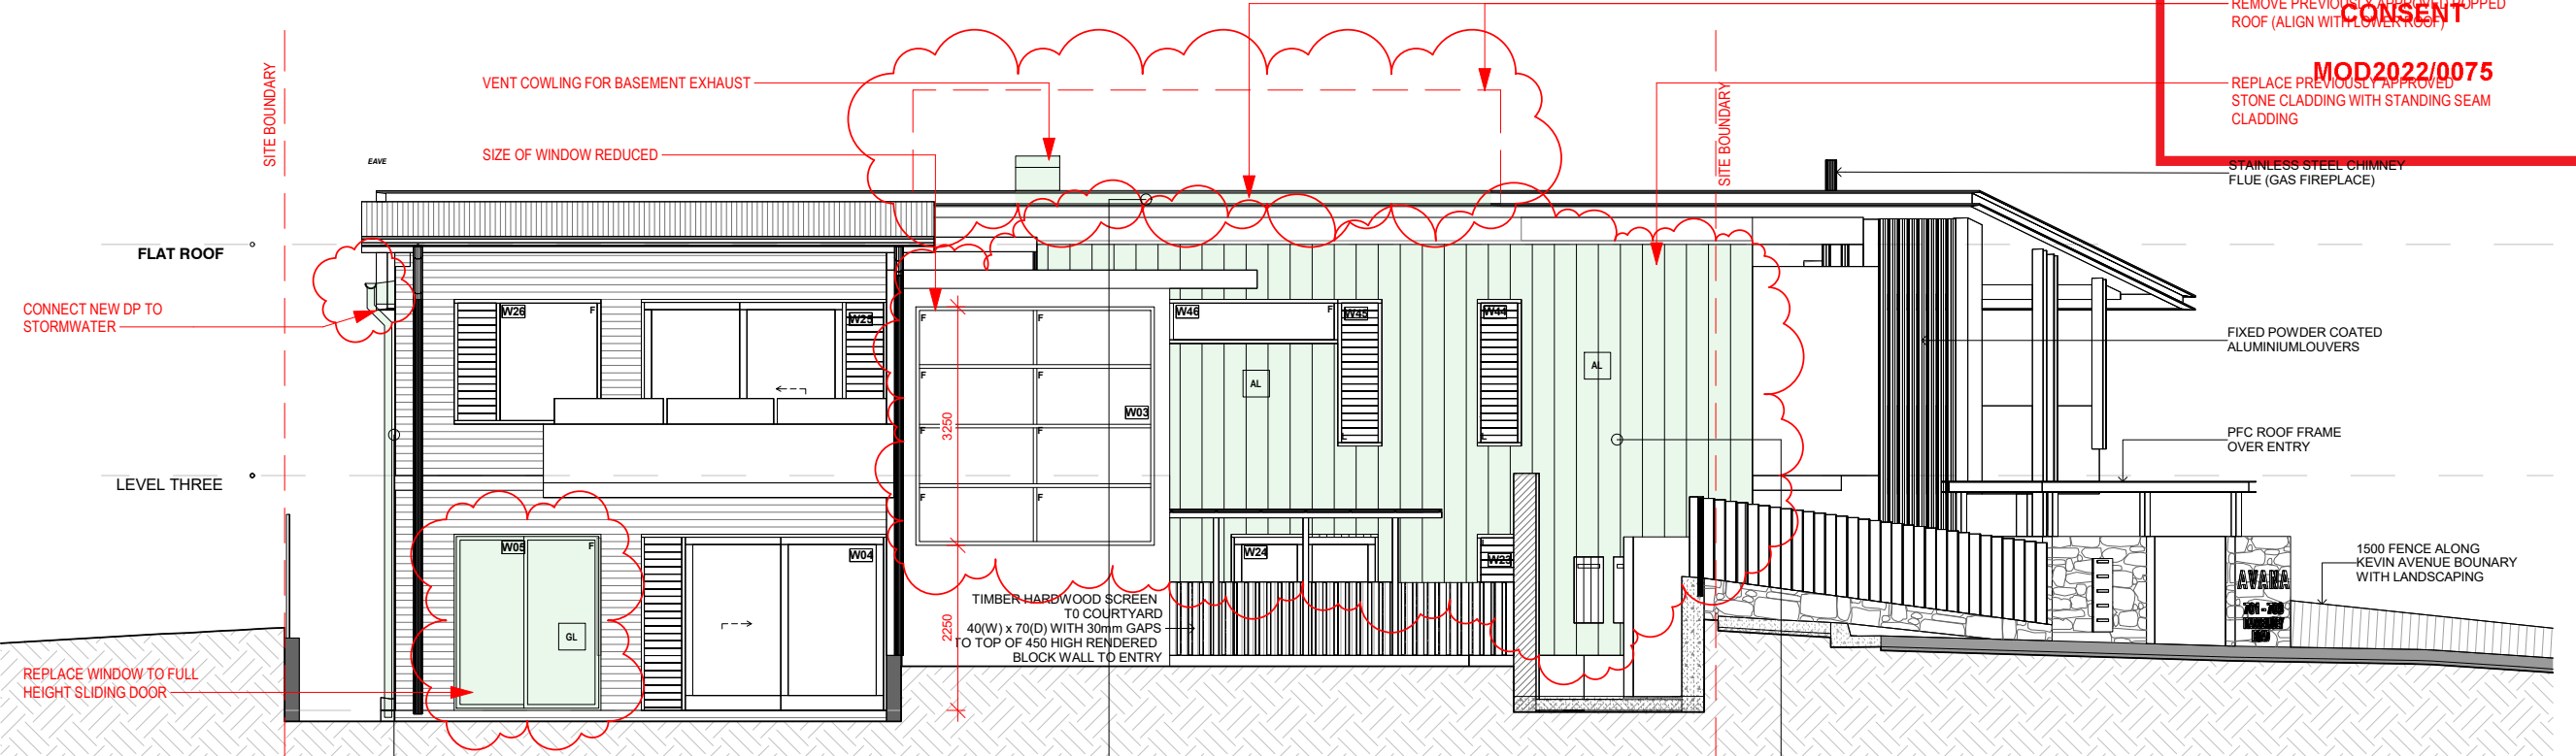 REMOVE PREVIOUSLY APPROVED POPPED
ROOF (ALIGN WITH LOWER ROOF)
CONSENT
MOD2022/0075
REPLACE PREVIOUSLY APPROVED
STONE CLADDING WITH STANDING SEAM
CLADDING
STAINLESS STEEL CHIMNEY
FLUE (GAS FIREPLACE)
SITE BOUNDARY
VENT COWLING FOR BASEMENT EXHAUST
SITE BOUNDARY
EAVE
SIZE OF WINDOW REDUCED
FLAT ROOF
CONNECT NEW DP TO
STORMWATER
W26
F
W25
F
F
W46
F
W45
W44
FIXED POWDER COATED
ALUMINIUMLOUVERS
F
F
AL
AL
W03
3250
F
F
L
L
PFC ROOF FRAME
OVER ENTRY
LEVEL THREE
F
F
W05
F
W04
W24
W23
1500 FENCE ALONG
KEVIN AVENUE BOUNARY
WITH LANDSCAPING
AVANA
TIMBER HARDWOOD SCREEN
T0 COURTYARD
40(W) x 70(D) WITH 30mm GAPS
TO TOP OF 450 HIGH RENDERED
BLOCK WALL TO ENTRY
2250
GL
REPLACE WINDOW TO FULL
HEIGHT SLIDING DOOR